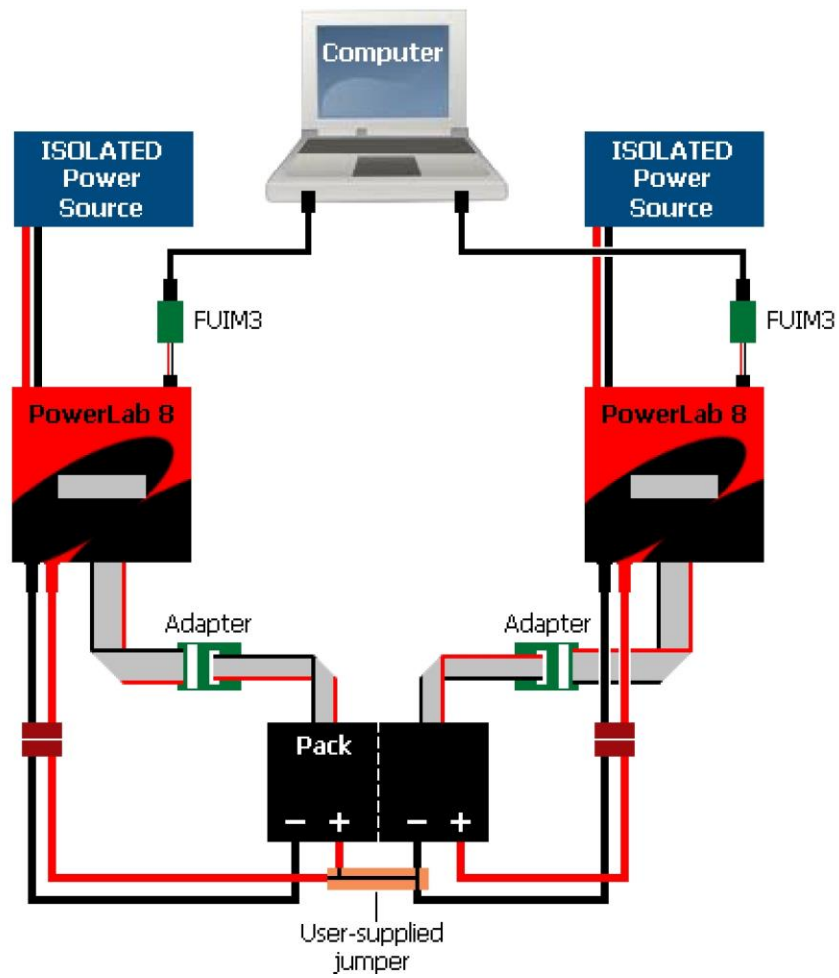 Computer
ISOLATED
Power
Source
ISOLATED
Power
Source
FUIM3
FUIM3
PowerLab 8
PowerLab 8
Adapter
Adapter
Pack
− +
− +
User-supplied
jumper